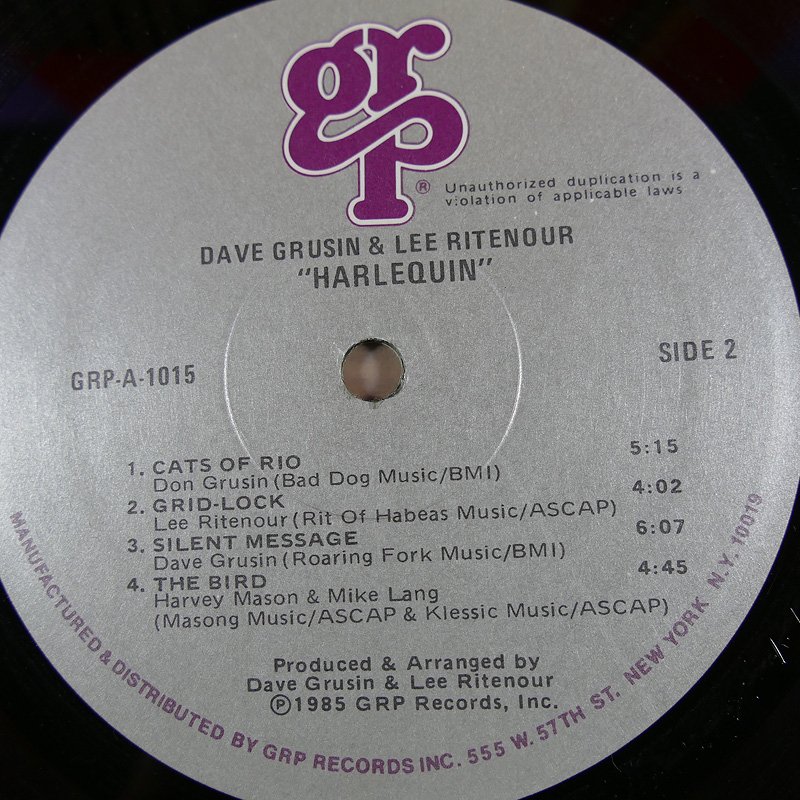 grp
®
Unauthorized duplication is a
violation of applicable laws
DAVE GRUSIN & LEE RITENOUR
"HARLEQUIN"
GRP-A-1015
SIDE 2
1. CATS OF RIO 5:15
Don Grusin (Bad Dog Music/BMI)
2. GRID-LOCK 4:02
Lee Ritenour (Rit Of Habeas Music/ASCAP)
3. SILENT MESSAGE 6:07
Dave Grusin (Roaring Fork Music/BMI)
4. THE BIRD 4:45
Harvey Mason & Mike Lang
(Masong Music/ASCAP & Klessic Music/ASCAP)
Produced & Arranged by
Dave Grusin & Lee Ritenour
℗1985 GRP Records, Inc.
MANUFACTURED & DISTRIBUTED BY GRP RECORDS INC. 555 W. 57TH ST. NEW YORK N.Y. 10019